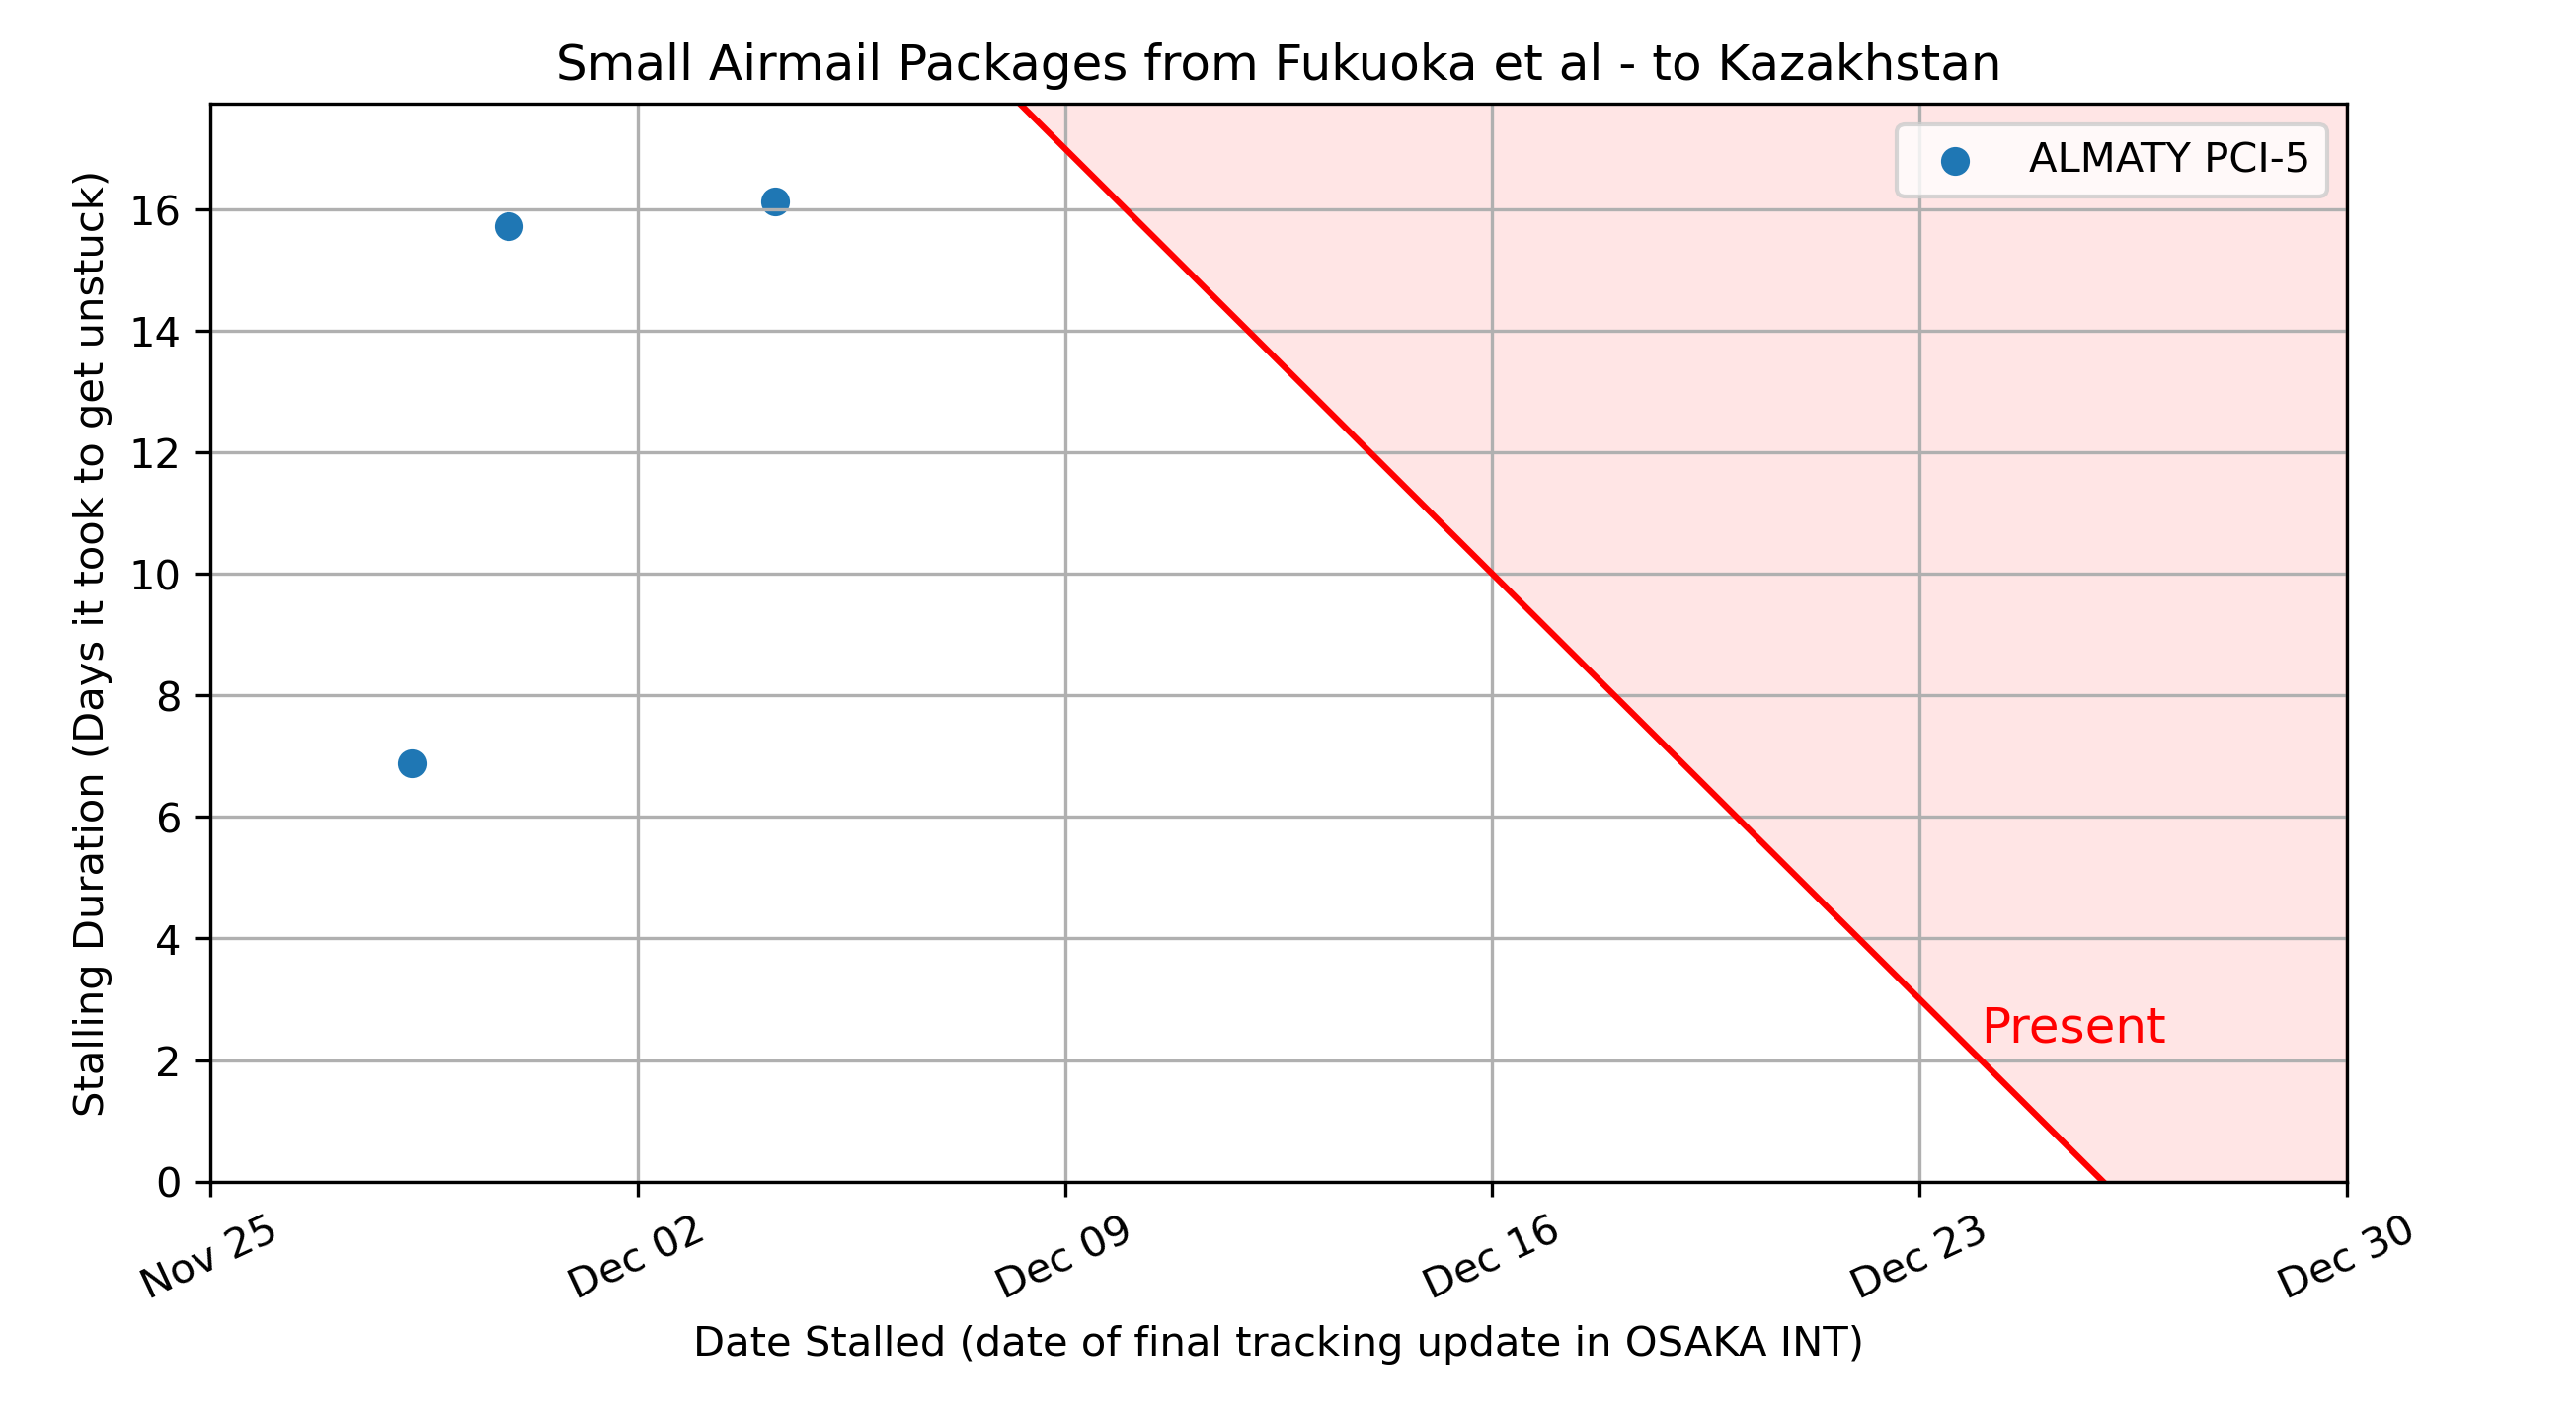 Small Airmail Packages from Fukuoka et al - to Kazakhstan
ALMATY PCI-5
Stalling Duration (Days it took to get unstuck)
16
14
12
10
8
6
4
2
0
Present
Nov 25
Dec 02
Dec 09
Dec 16
Dec 23
Dec 30
Date Stalled (date of final tracking update in OSAKA INT)